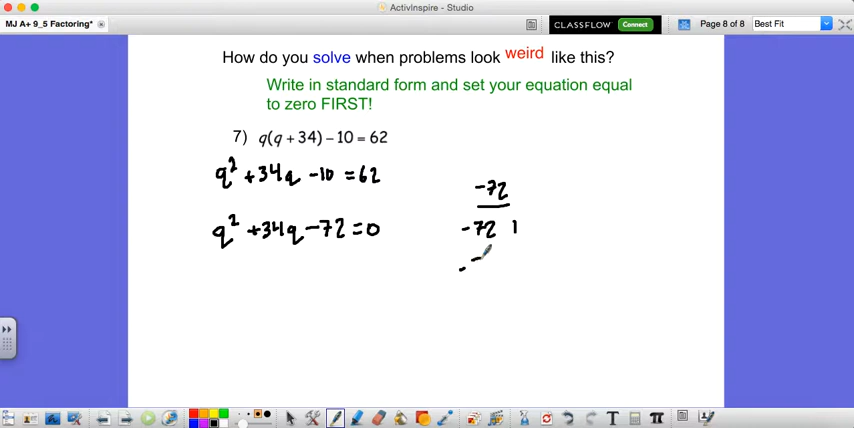 ActivInspire - Studio
MJ A+ 9_5 Factoring*
CLASSFLOW Connect
Page 8 of 8
Best Fit
How do you solve when problems look weird like this?
Write in standard form and set your equation equal
to zero FIRST!
7) q(q + 34) – 10 = 62
q² + 34q - 10 = 62
-72
q² + 34q - 72 = 0
-72 1